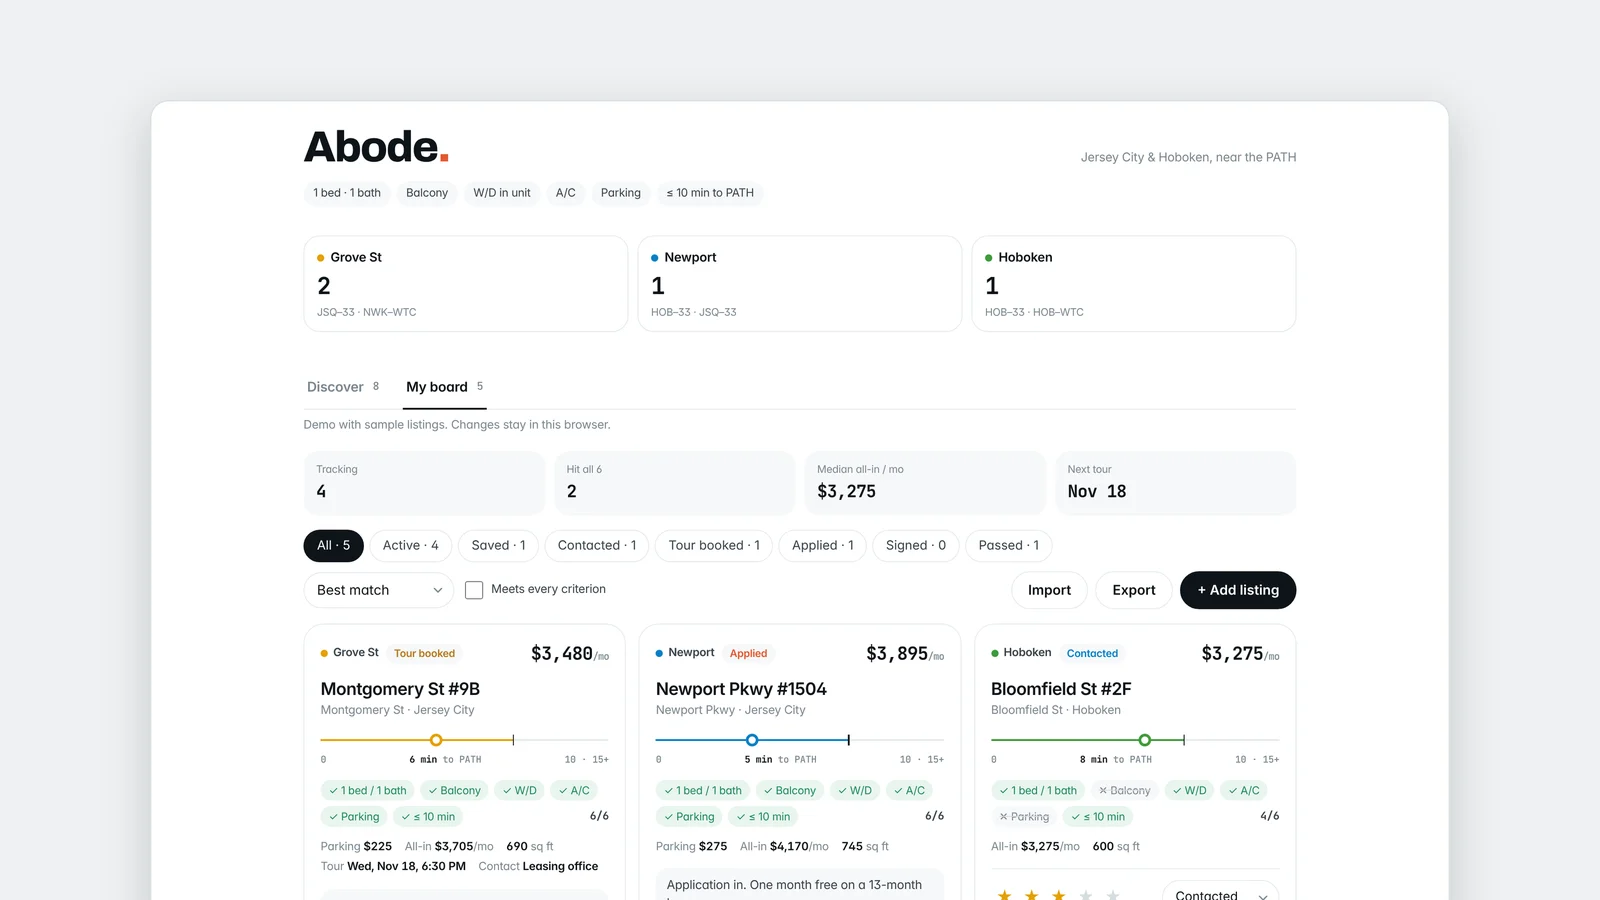 Abode.
Jersey City & Hoboken, near the PATH
1 bed · 1 bath
Balcony
W/D in unit
A/C
Parking
≤ 10 min to PATH
Grove St
2
JSQ–33 · NWK–WTC
Newport
1
HOB–33 · JSQ–33
Hoboken
1
HOB–33 · HOB–WTC
Discover 8
My board 5
Demo with sample listings. Changes stay in this browser.
Tracking
4
Hit all 6
2
Median all-in / mo
$3,275
Next tour
Nov 18
All · 5
Active · 4
Saved · 1
Contacted · 1
Tour booked · 1
Applied · 1
Signed · 0
Passed · 1
Best match
Meets every criterion
Import
Export
+ Add listing
Grove St Tour booked $3,480/mo
Montgomery St #9B
Montgomery St · Jersey City
0 6 min to PATH 10 · 15+
✓ 1 bed / 1 bath ✓ Balcony ✓ W/D ✓ A/C
✓ Parking ✓ ≤ 10 min 6/6
Parking $225 All-in $3,705/mo 690 sq ft
Tour Wed, Nov 18, 6:30 PM Contact Leasing office
Newport Applied $3,895/mo
Newport Pkwy #1504
Newport Pkwy · Jersey City
0 5 min to PATH 10 · 15+
✓ 1 bed / 1 bath ✓ Balcony ✓ W/D ✓ A/C
✓ Parking ✓ ≤ 10 min 6/6
Parking $275 All-in $4,170/mo 745 sq ft
Application in. One month free on a 13-month
Hoboken Contacted $3,275/mo
Bloomfield St #2F
Bloomfield St · Hoboken
0 8 min to PATH 10 · 15+
✓ 1 bed / 1 bath ✕ Balcony ✓ W/D ✓ A/C
✕ Parking ✓ ≤ 10 min 4/6
All-in $3,275/mo 600 sq ft
★ ★ ★ ★ ★ Contacted